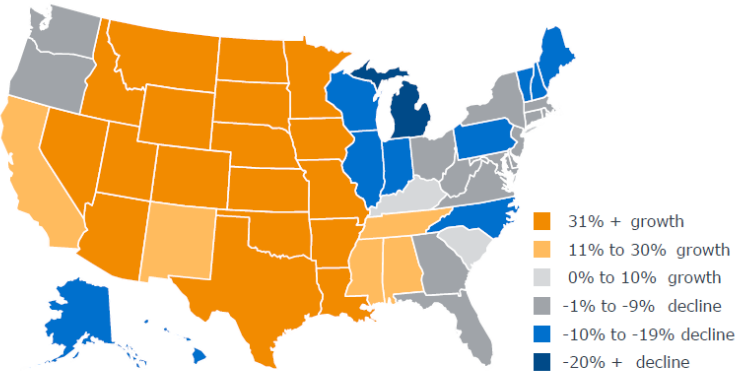 31% + growth
11% to 30% growth
0% to 10% growth
-1% to -9% decline
-10% to -19% decline
-20% + decline